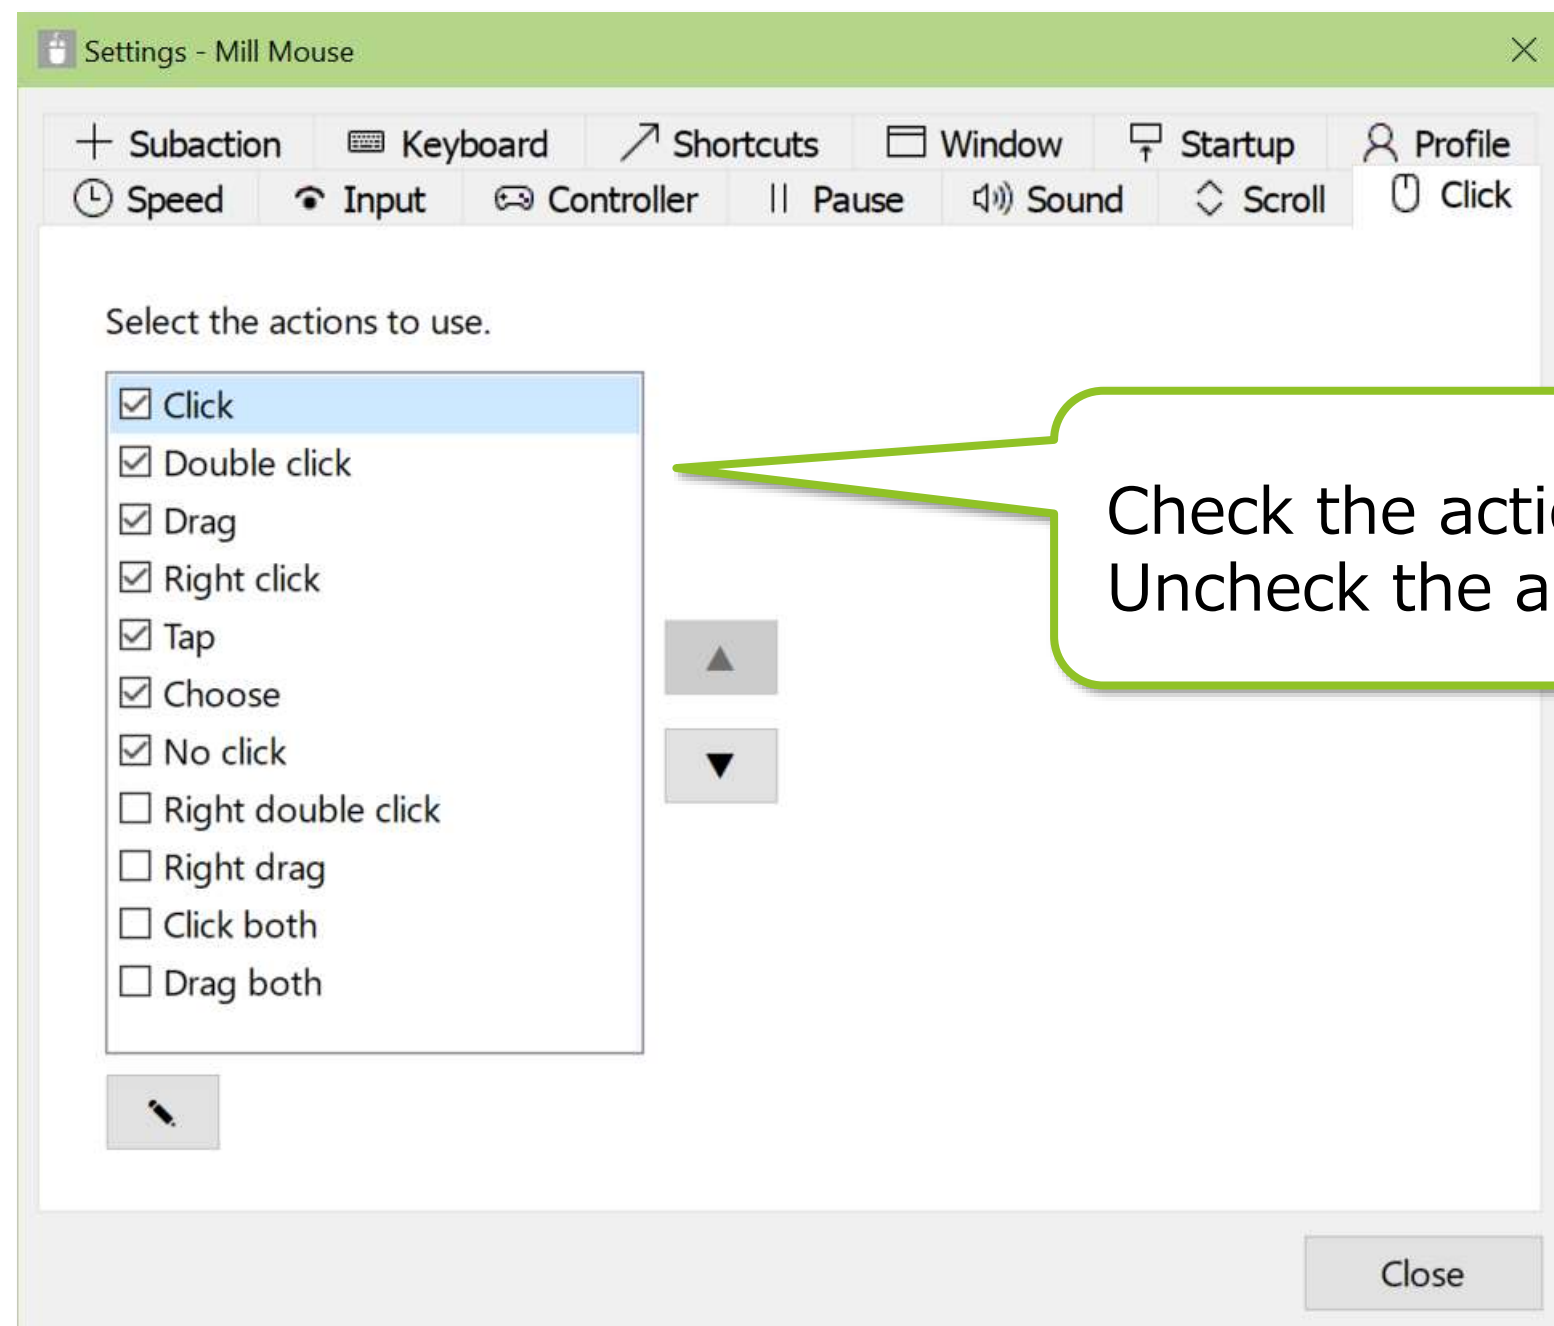 Settings - Mill Mouse
Subaction Keyboard Shortcuts Window Startup Profile
Speed Input Controller Pause Sound Scroll Click
Select the actions to use.
Click
Double click
Drag
Right click
Tap
Choose
No click
Right double click
Right drag
Click both
Drag both
Check the
Uncheck the
Close